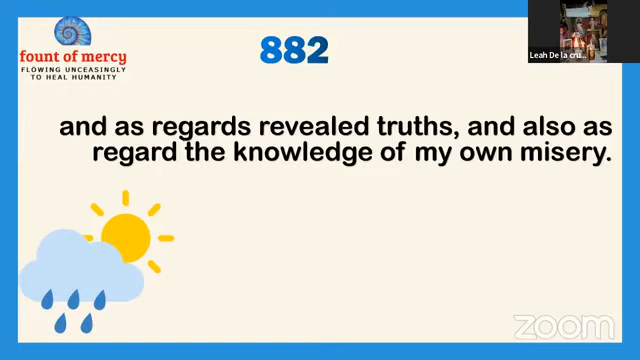 fount of mercy
FLOWING UNCEASINGLY
TO HEAL HUMANITY
882
Leah De la cru...
and as regards revealed truths, and also as
regard the knowledge of my own misery.
zoom